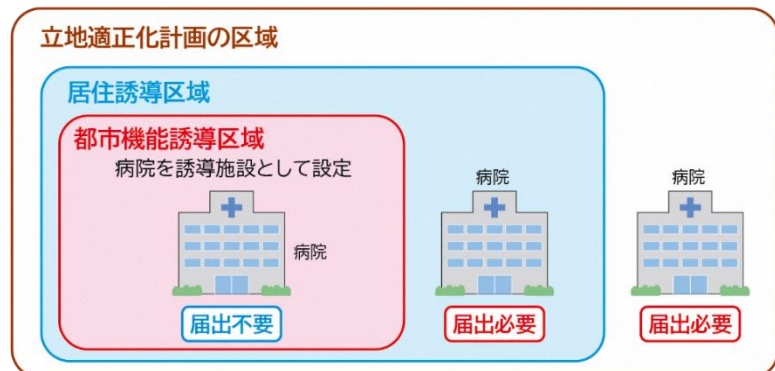 立地適正化計画の区域
居住誘導区域
都市機能誘導区域
病院を誘導施設として設定
病院
届出不要
病院
届出必要
病院
届出必要